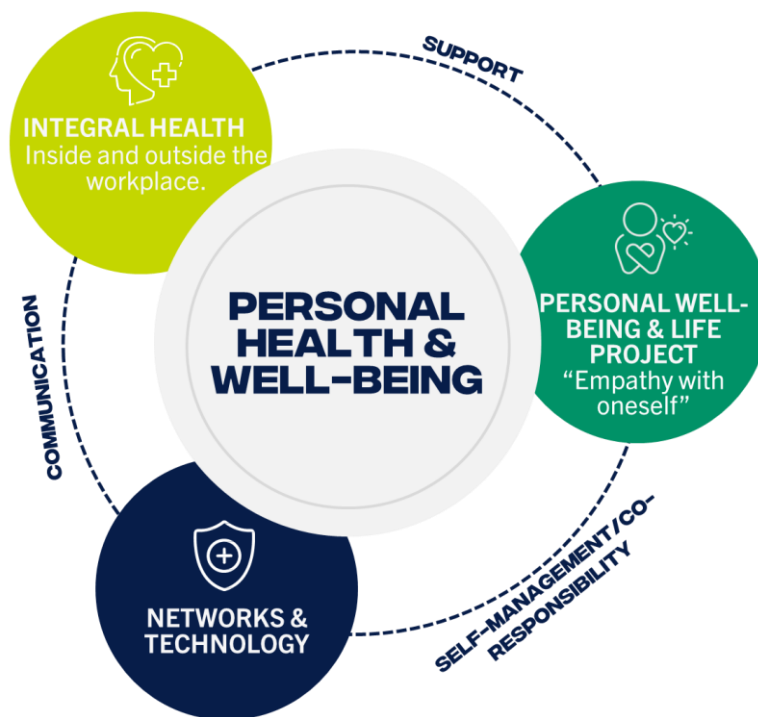 SUPPORT
INTEGRAL HEALTH
Inside and outside the
workplace.
PERSONAL
HEALTH &
WELL-BEING
PERSONAL WELL-
BEING & LIFE
PROJECT
“Empathy with
oneself”
COMMUNICATION
NETWORKS &
TECHNOLOGY
SELF-MANAGEMENT/CO-
RESPONSIBILITY